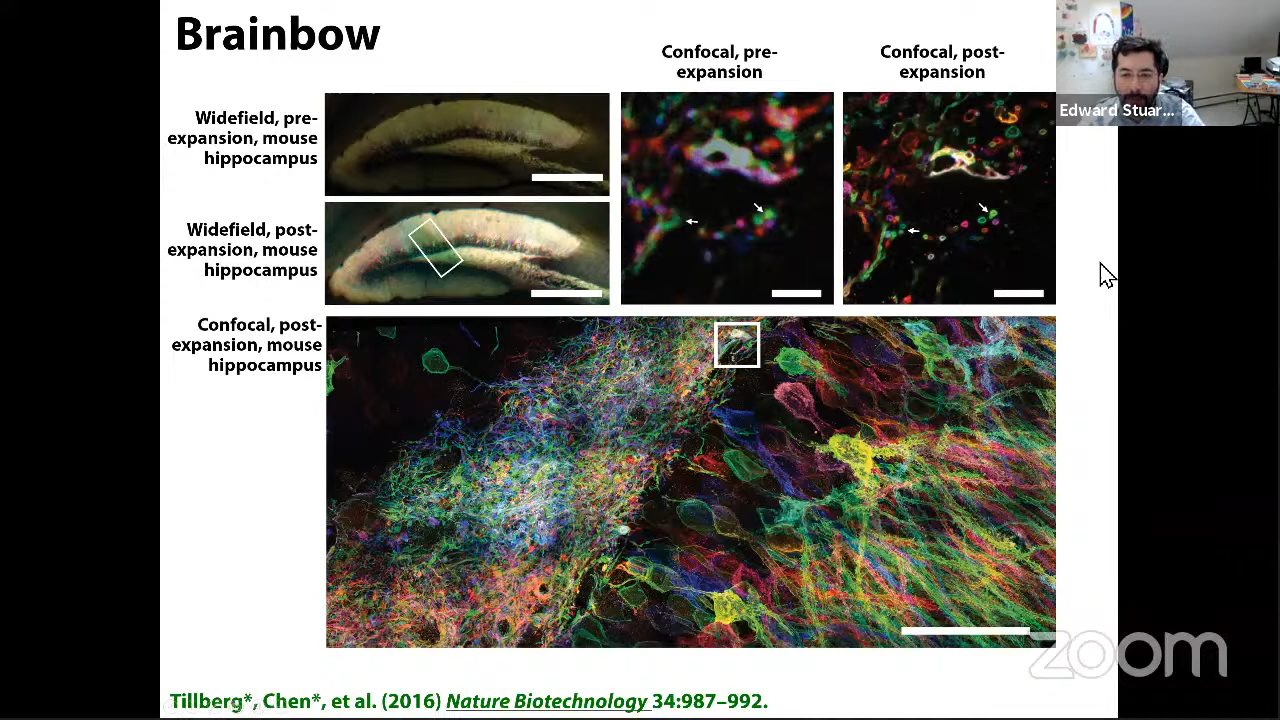 Brainbow
Confocal, pre-
expansion
Confocal, post-
expansion
Edward Stuar...
Widefield, pre-
expansion, mouse
hippocampus
Widefield, post-
expansion, mouse
hippocampus
Confocal, post-
expansion, mouse
hippocampus
zoom
Tillberg*, Chen*, et al. (2016) Nature Biotechnology 34:987–992.